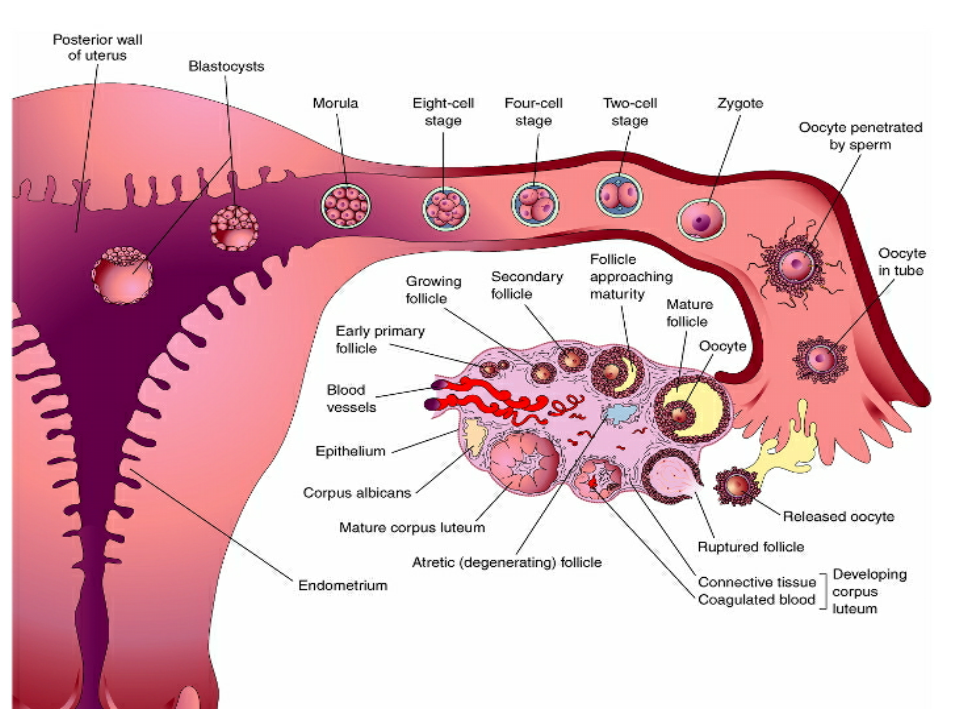 Posterior wall
of uterus
Blastocysts
Morula
Eight-cell
stage
Four-cell
stage
Two-cell
stage
Zygote
Oocyte penetrated
by sperm
Oocyte
in tube
Follicle
approaching
maturity
Secondary
follicle
Growing
follicle
Mature
follicle
Early primary
follicle
Oocyte
Blood
vessels
Epithelium
Corpus albicans
Mature corpus luteum
Atretic (degenerating) follicle
Released oocyte
Ruptured follicle
Endometrium
Connective tissue
Coagulated blood
Developing
corpus
luteum